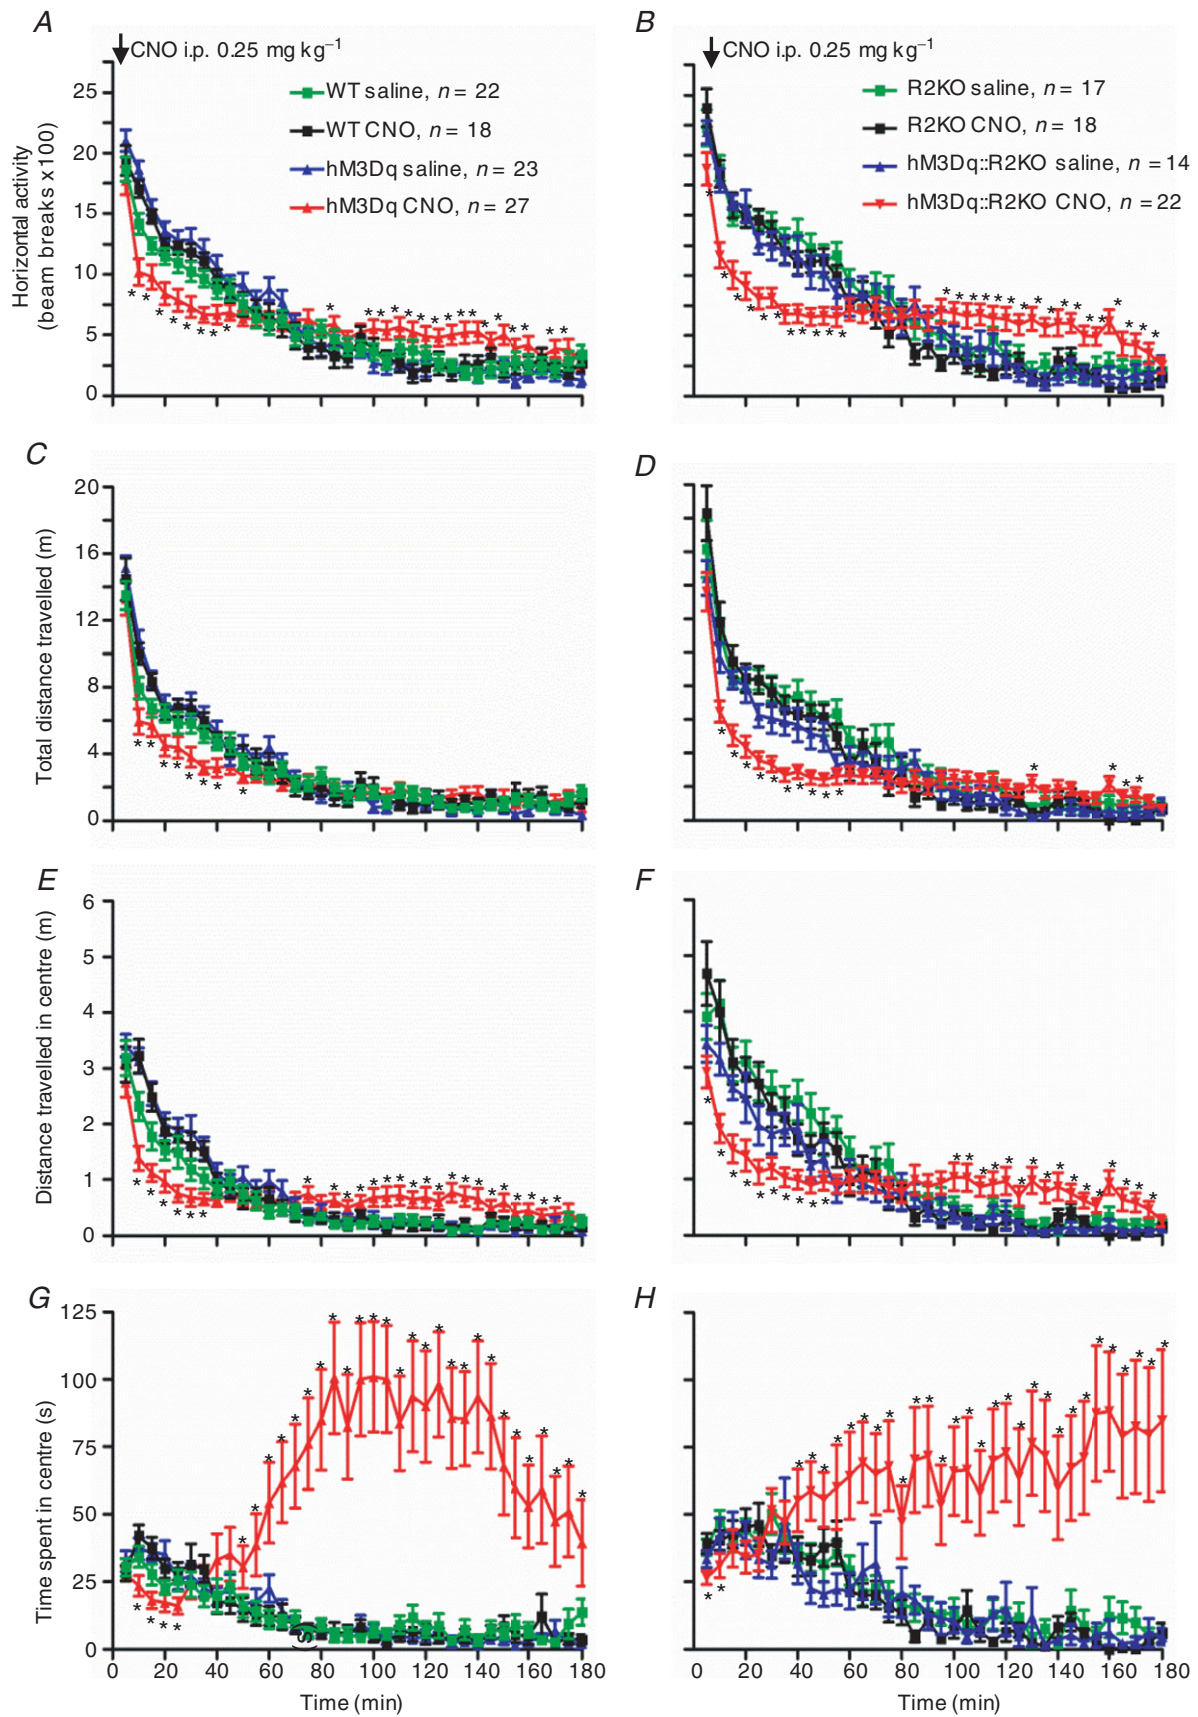 A
CNO i.p. 0.25 mg kg⁻¹
WT saline, n = 22
WT CNO, n = 18
hM3Dq saline, n = 23
hM3Dq CNO, n = 27
Horizontal activity
(beam breaks x100)
25
20
15
10
5
0
B
CNO i.p. 0.25 mg kg⁻¹
R2KO saline, n = 17
R2KO CNO, n = 18
hM3Dq::R2KO saline, n = 14
hM3Dq::R2KO CNO, n = 22
C
Total distance travelled (m)
20
16
12
8
4
0
D
E
Distance travelled in centre (m)
6
5
4
3
2
1
0
F
G
Time spent in centre (s)
125
100
75
50
25
0
(s)
0 20 40 60 80 100 120 140 180
Time (min)
H
0 20 40 60 80 100 120 130 140 160 180
Time (min)